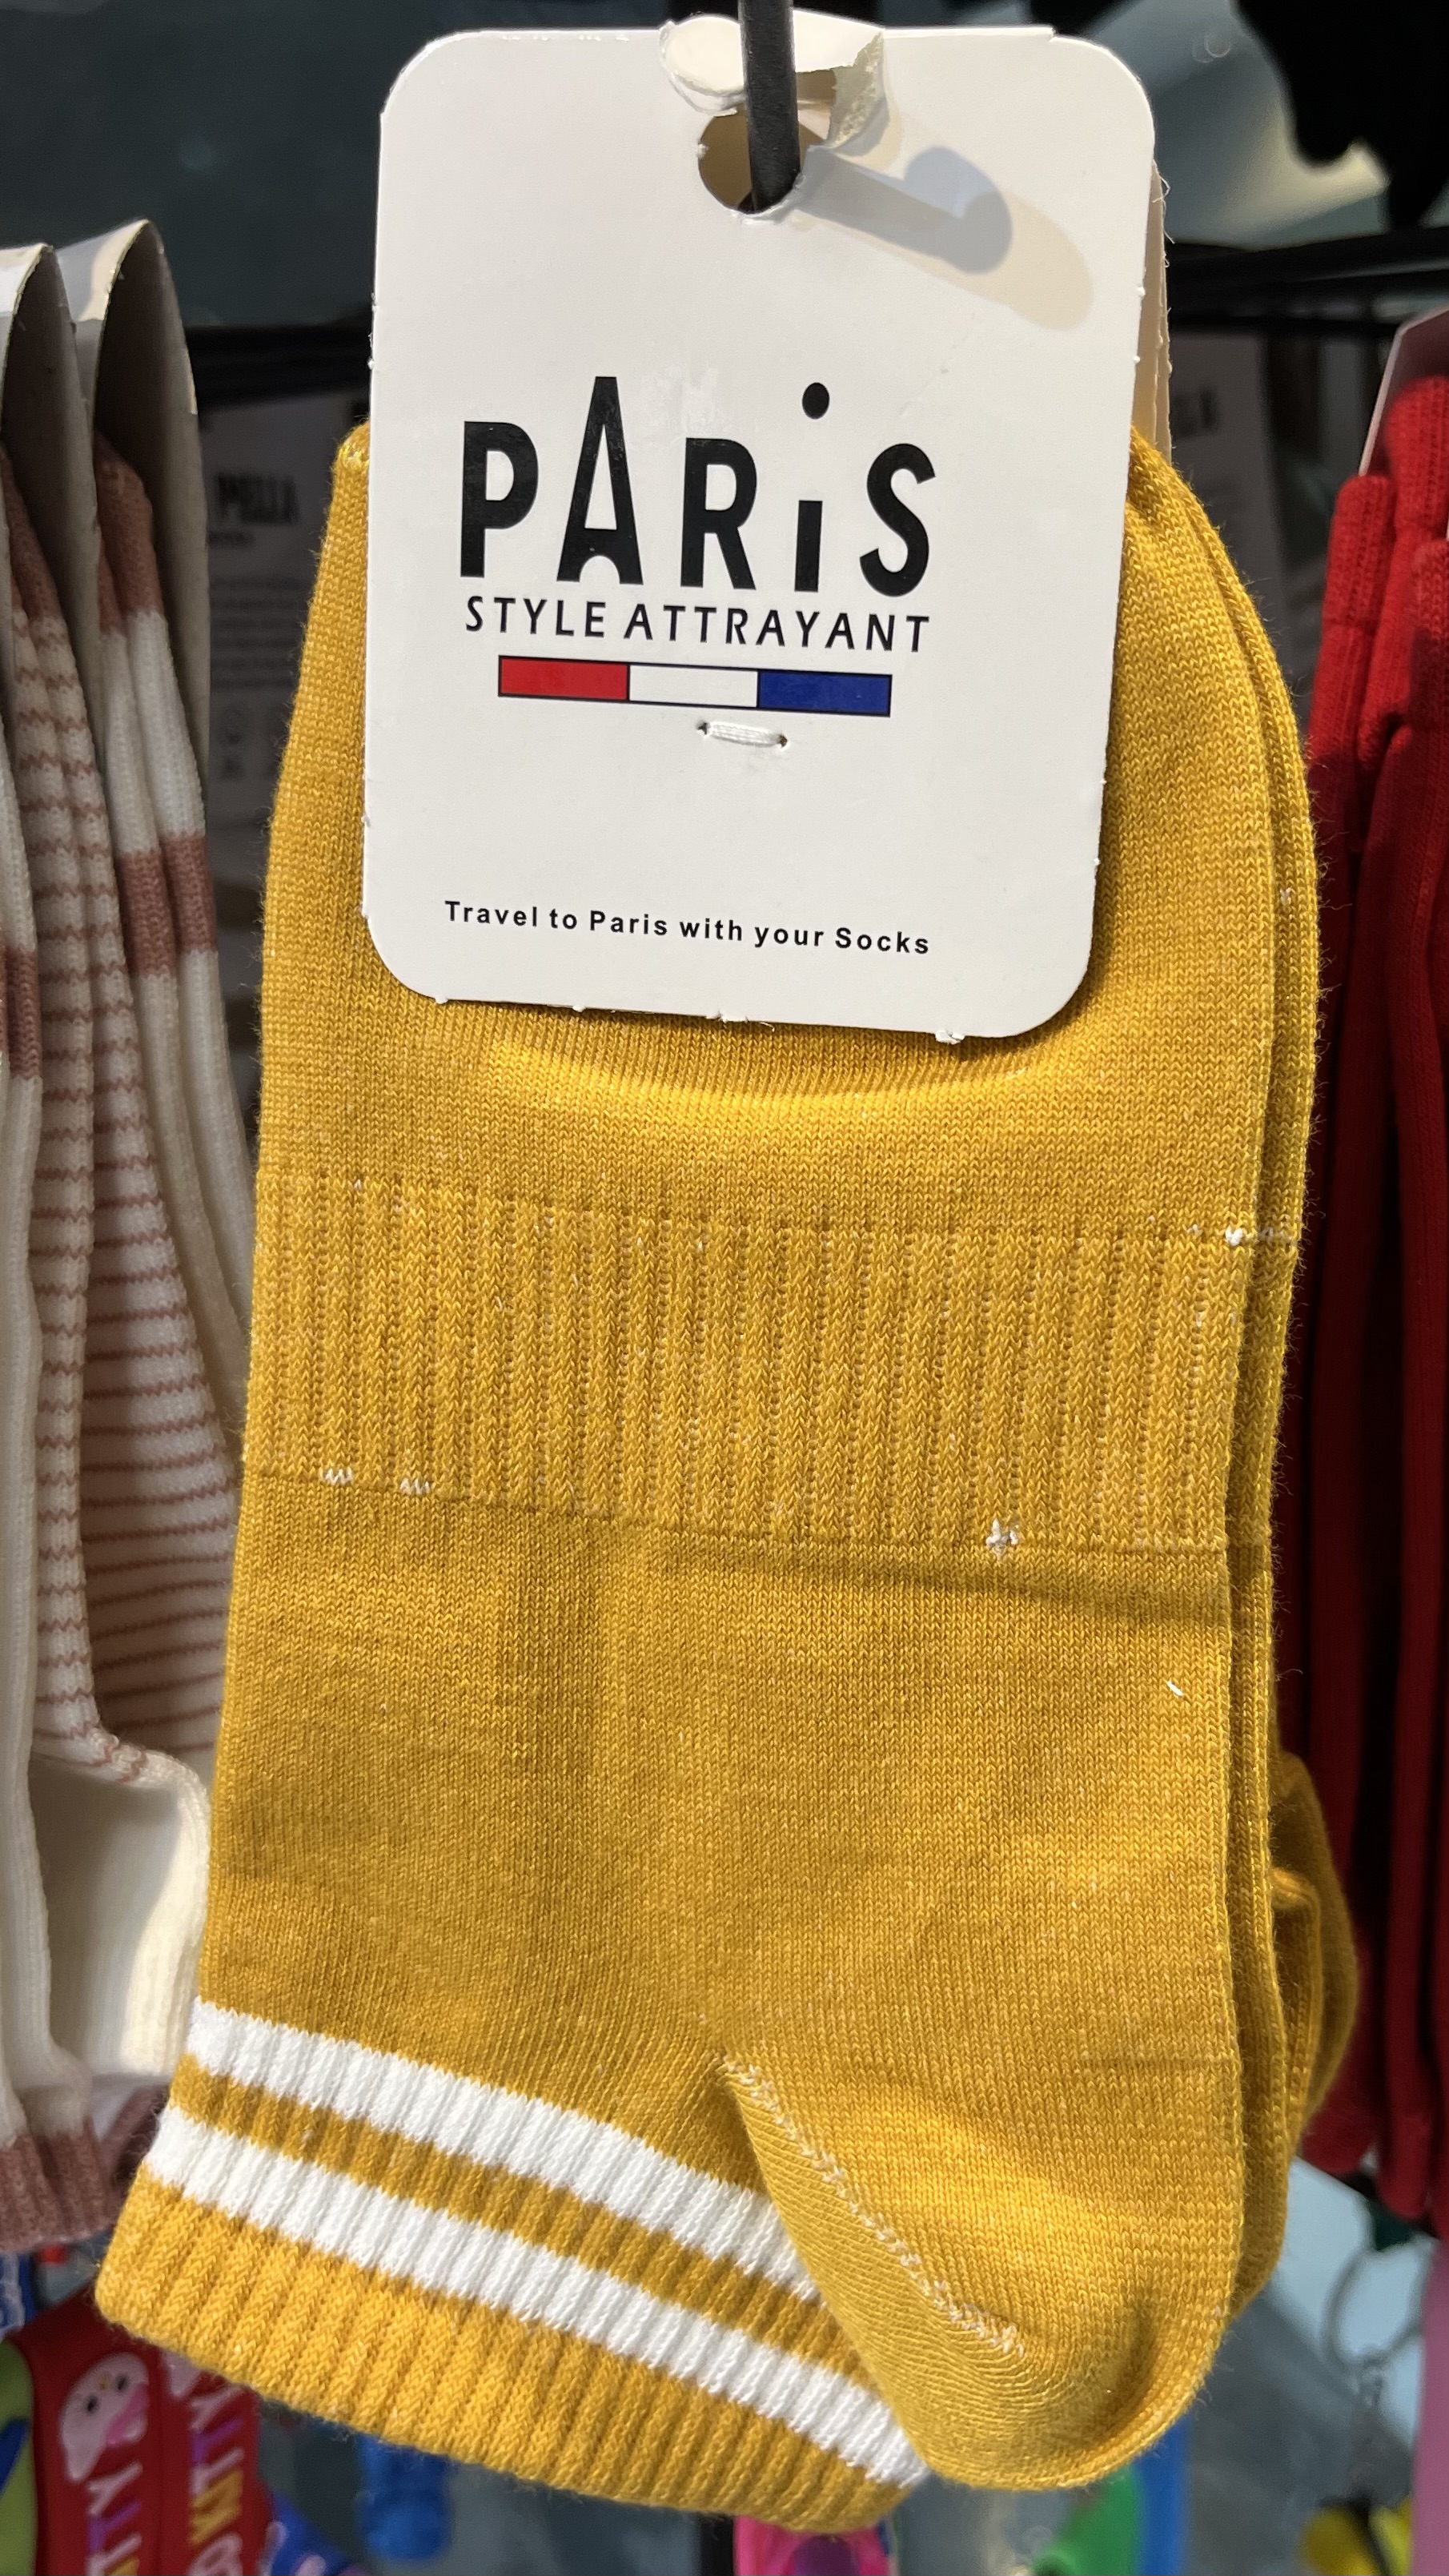 PARiS
STYLE ATTRAYANT
Travel to Paris with your Socks